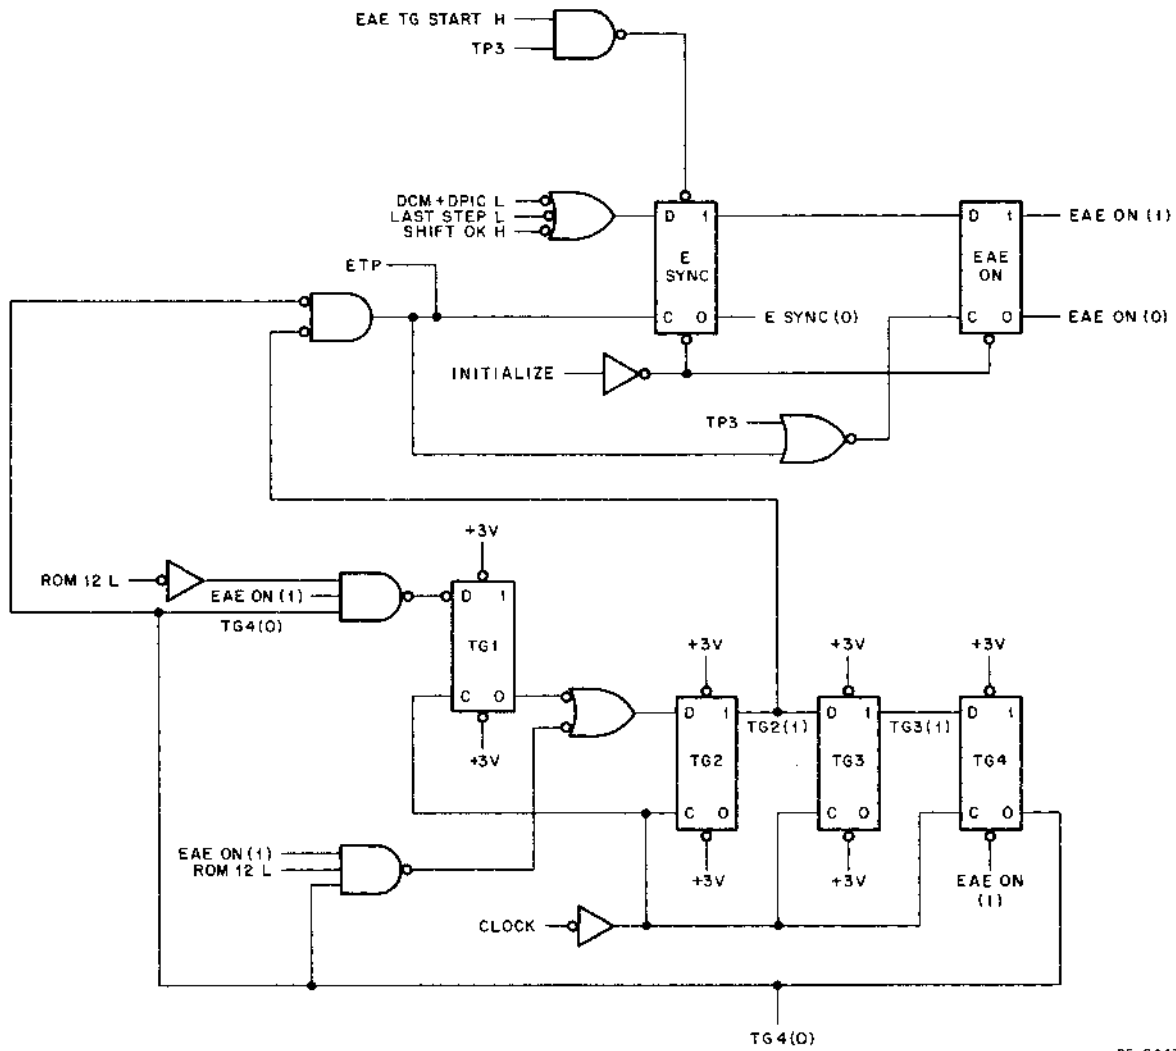 EAE TG START H
TP3
DCM + DPIC L
LAST STEP L
SHIFT OK H
D 1
E
SYNC
C 0
D 1
EAE
ON
C 0
EAE ON (1)
EAE ON (0)
E SYNC (0)
ETP
INITIALIZE
TP3
+3V
ROM 12 L
EAE ON (1)
TG4(0)
D 1
TG1
C 0
+3V
+3V
+3V
+3V
D 1
TG2
C 0
TG2(1)
D 1
TG3
C 0
TG3(1)
D 1
TG4
C 0
+3V
+3V
EAE ON
(1)
EAE ON (1)
ROM 12 L
CLOCK
TG4(0)